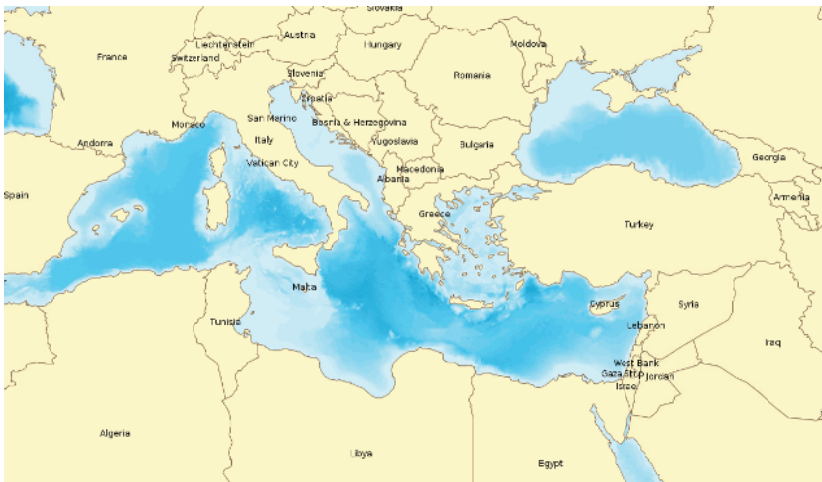 Slovakia
Austria
Liechtenstein
Hungary
Moldova
France
Switzerland
Slovenia
Romania
Croatia
San Marino
Bosnia & Herzegovina
Monaco
Andorra
Italy
Yugoslavia
Bulgaria
Georgia
Vatican City
Macedonia
Albania
Spain
Armenia
Greece
Turkey
Malta
Cyprus
Syria
Tunisia
Lebanon
Iraq
West Bank
Gaza Strip
Jordan
Israel
Algeria
Libya
Egypt